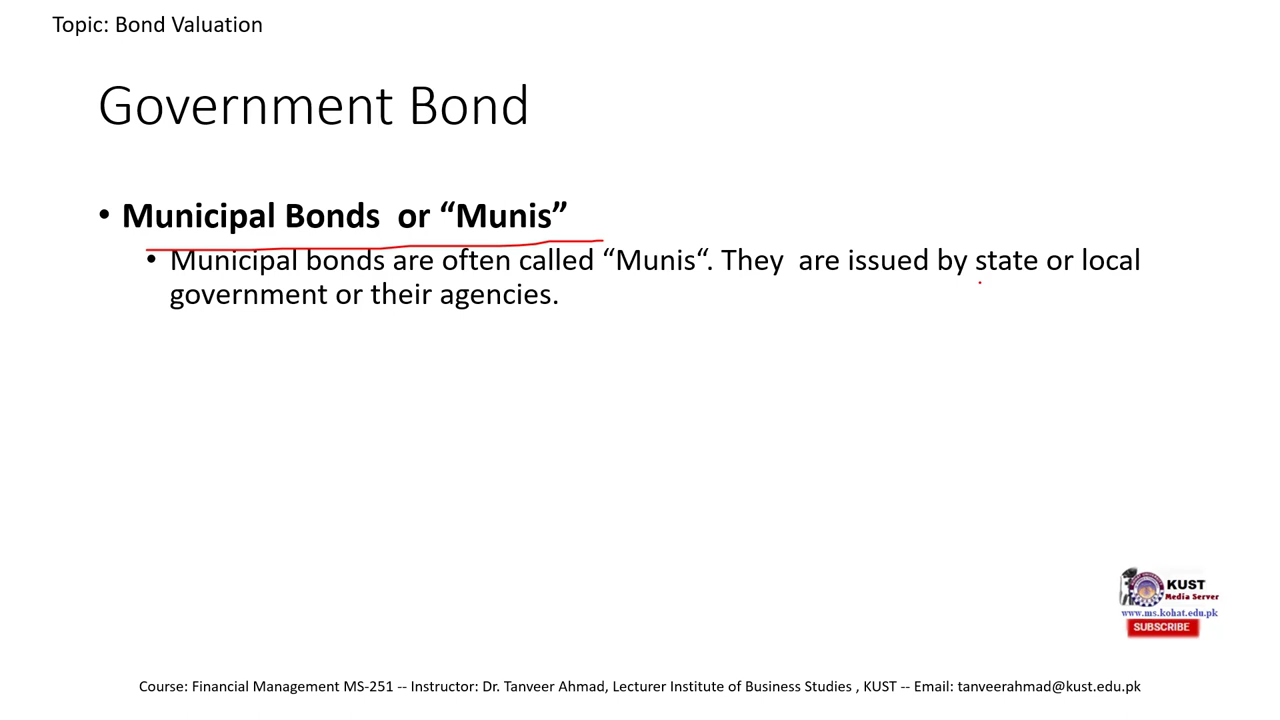 Topic: Bond Valuation
Government Bond
• Municipal Bonds  or “Munis”
• Municipal bonds are often called “Munis“. They  are issued by state or local
government or their agencies.
KUST
Media Server
www.ms.kohat.edu.pk
SUBSCRIBE
Course: Financial Management MS-251 -- Instructor: Dr. Tanveer Ahmad, Lecturer Institute of Business Studies , KUST -- Email: tanveerahmad@kust.edu.pk